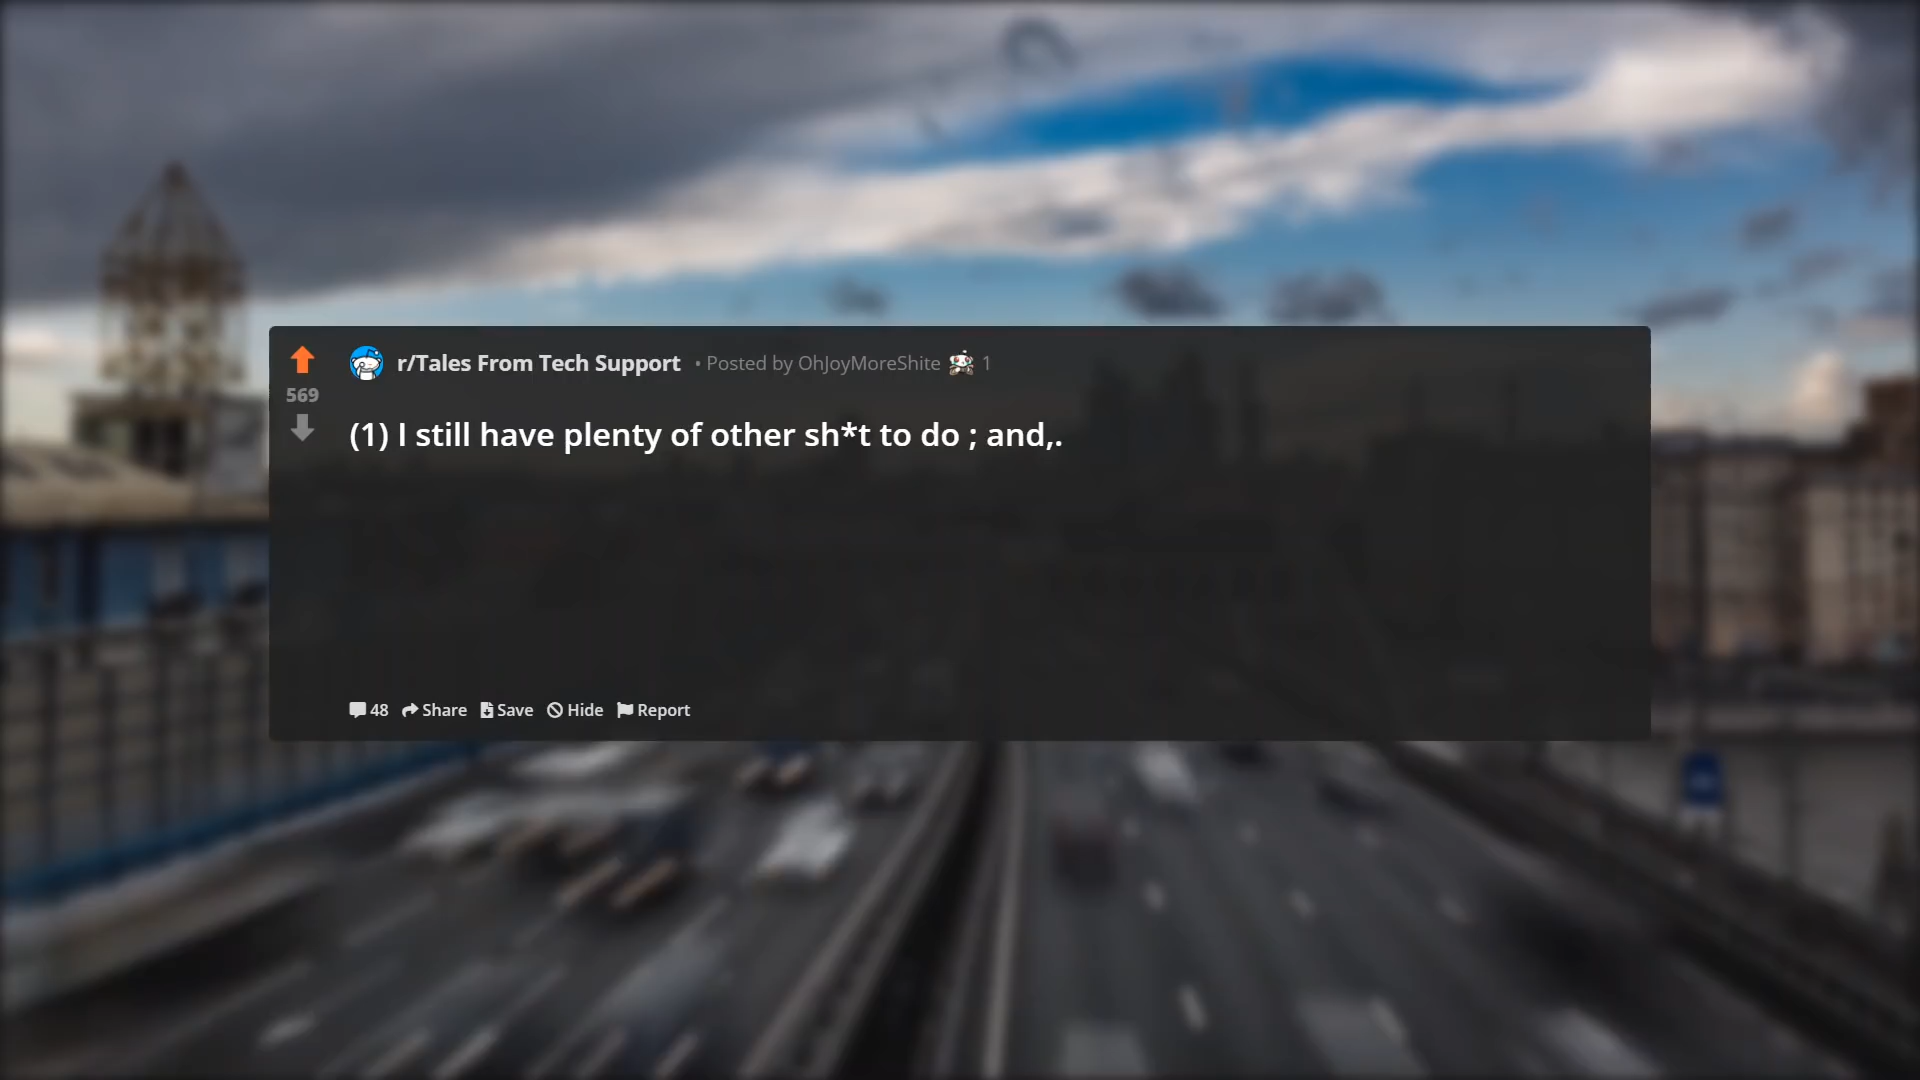 r/Tales From Tech Support • Posted by OhJoyMoreShite 1
569
(1) I still have plenty of other sh*t to do ; and,.
48 Share Save Hide Report